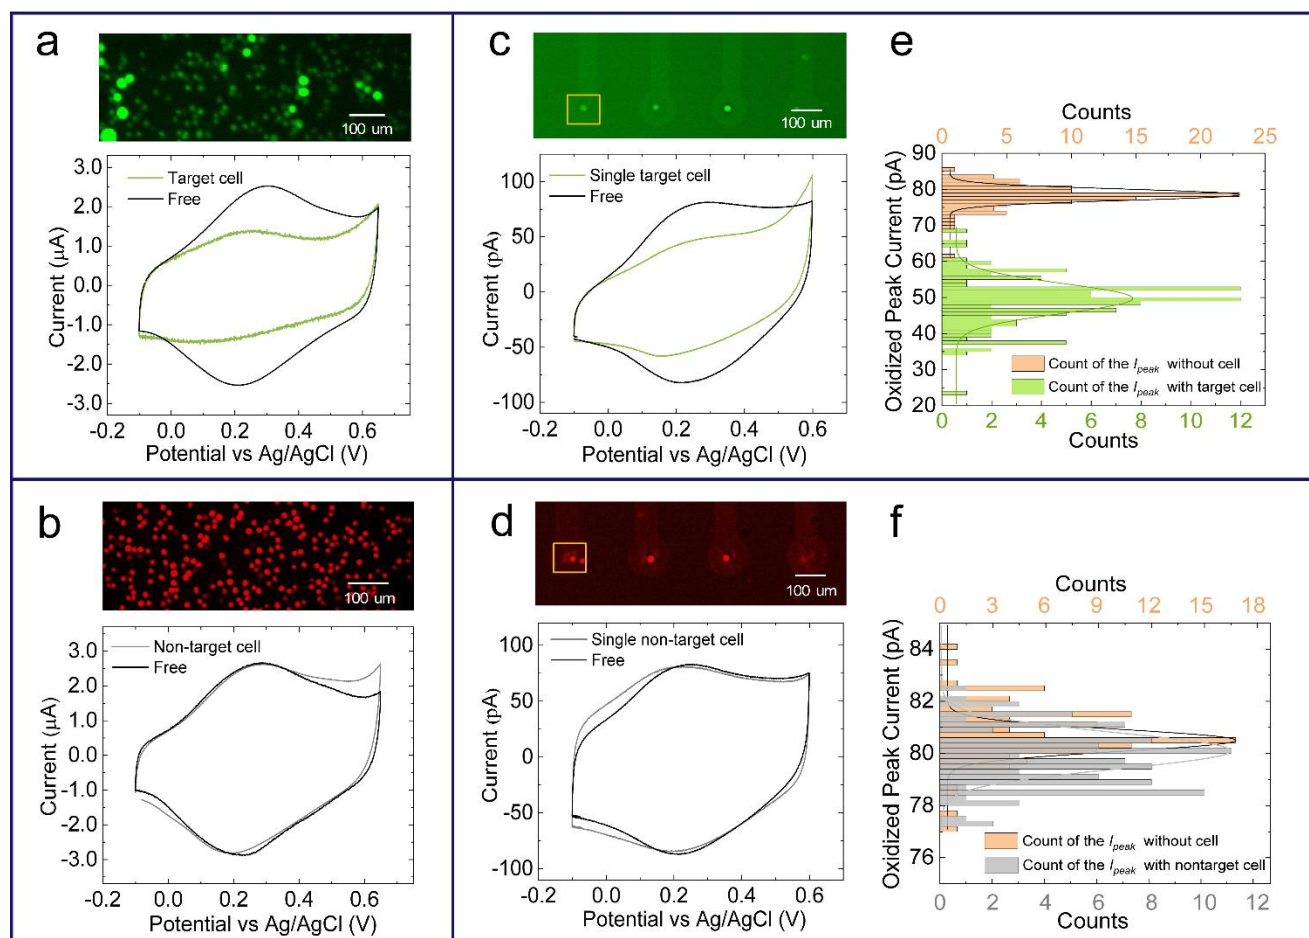 a
100 um
3.0
2.0
1.0
0.0
-1.0
-2.0
-3.0
Target cell
Free
Current (μA)
-0.2 0.0 0.2 0.4 0.6
Potential vs Ag/AgCl (V)
c
100 um
100
50
0
-50
-100
Single target cell
Free
Current (pA)
-0.2 0.0 0.2 0.4 0.6
Potential vs Ag/AgCl (V)
e
Counts
0 5 10 15 20 25
90
80
70
60
50
40
30
20
Oxidized Peak Current (pA)
Count of the Ipeak without cell
Count of the Ipeak with target cell
0 2 4 6 8 10 12
Counts
b
100 um
3.0
2.0
1.0
0.0
-1.0
-2.0
-3.0
Non-target cell
Free
Current (μA)
-0.2 0.0 0.2 0.4 0.6
Potential vs Ag/AgCl (V)
d
100 um
100
50
0
-50
-100
Single non-target cell
Free
Current (pA)
-0.2 0.0 0.2 0.4 0.6
Potential vs Ag/AgCl (V)
f
Counts
0 3 6 9 12 15 18
84
82
80
78
76
Oxidized Peak Current (pA)
Count of the Ipeak without cell
Count of the Ipeak with nontarget cell
0 2 4 6 8 10 12
Counts